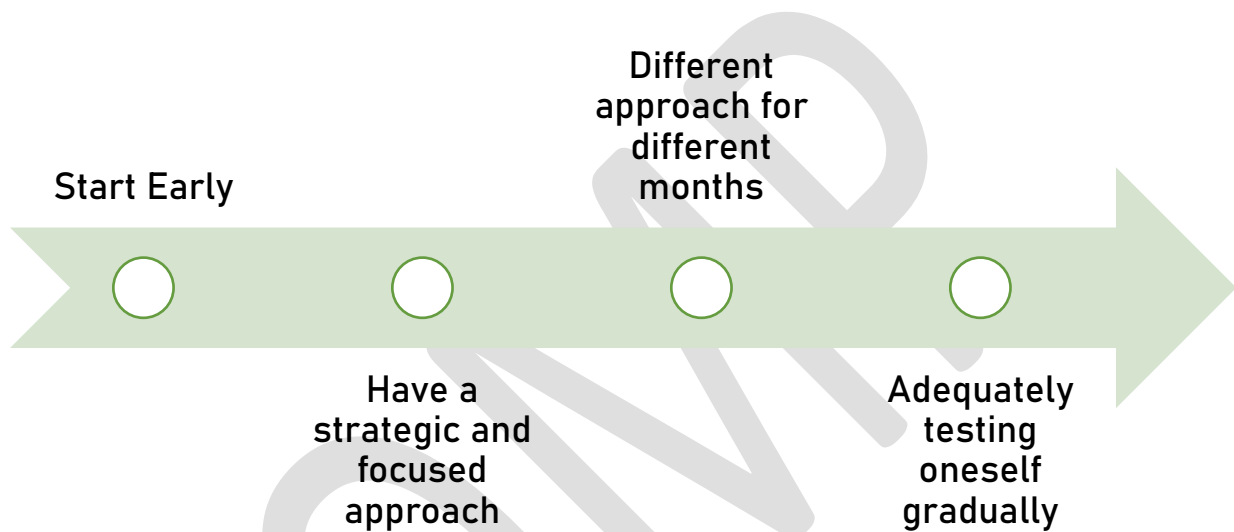 Start Early
Have a
strategic and
focused
approach
Different
approach for
different
months
Adequately
testing
oneself
gradually